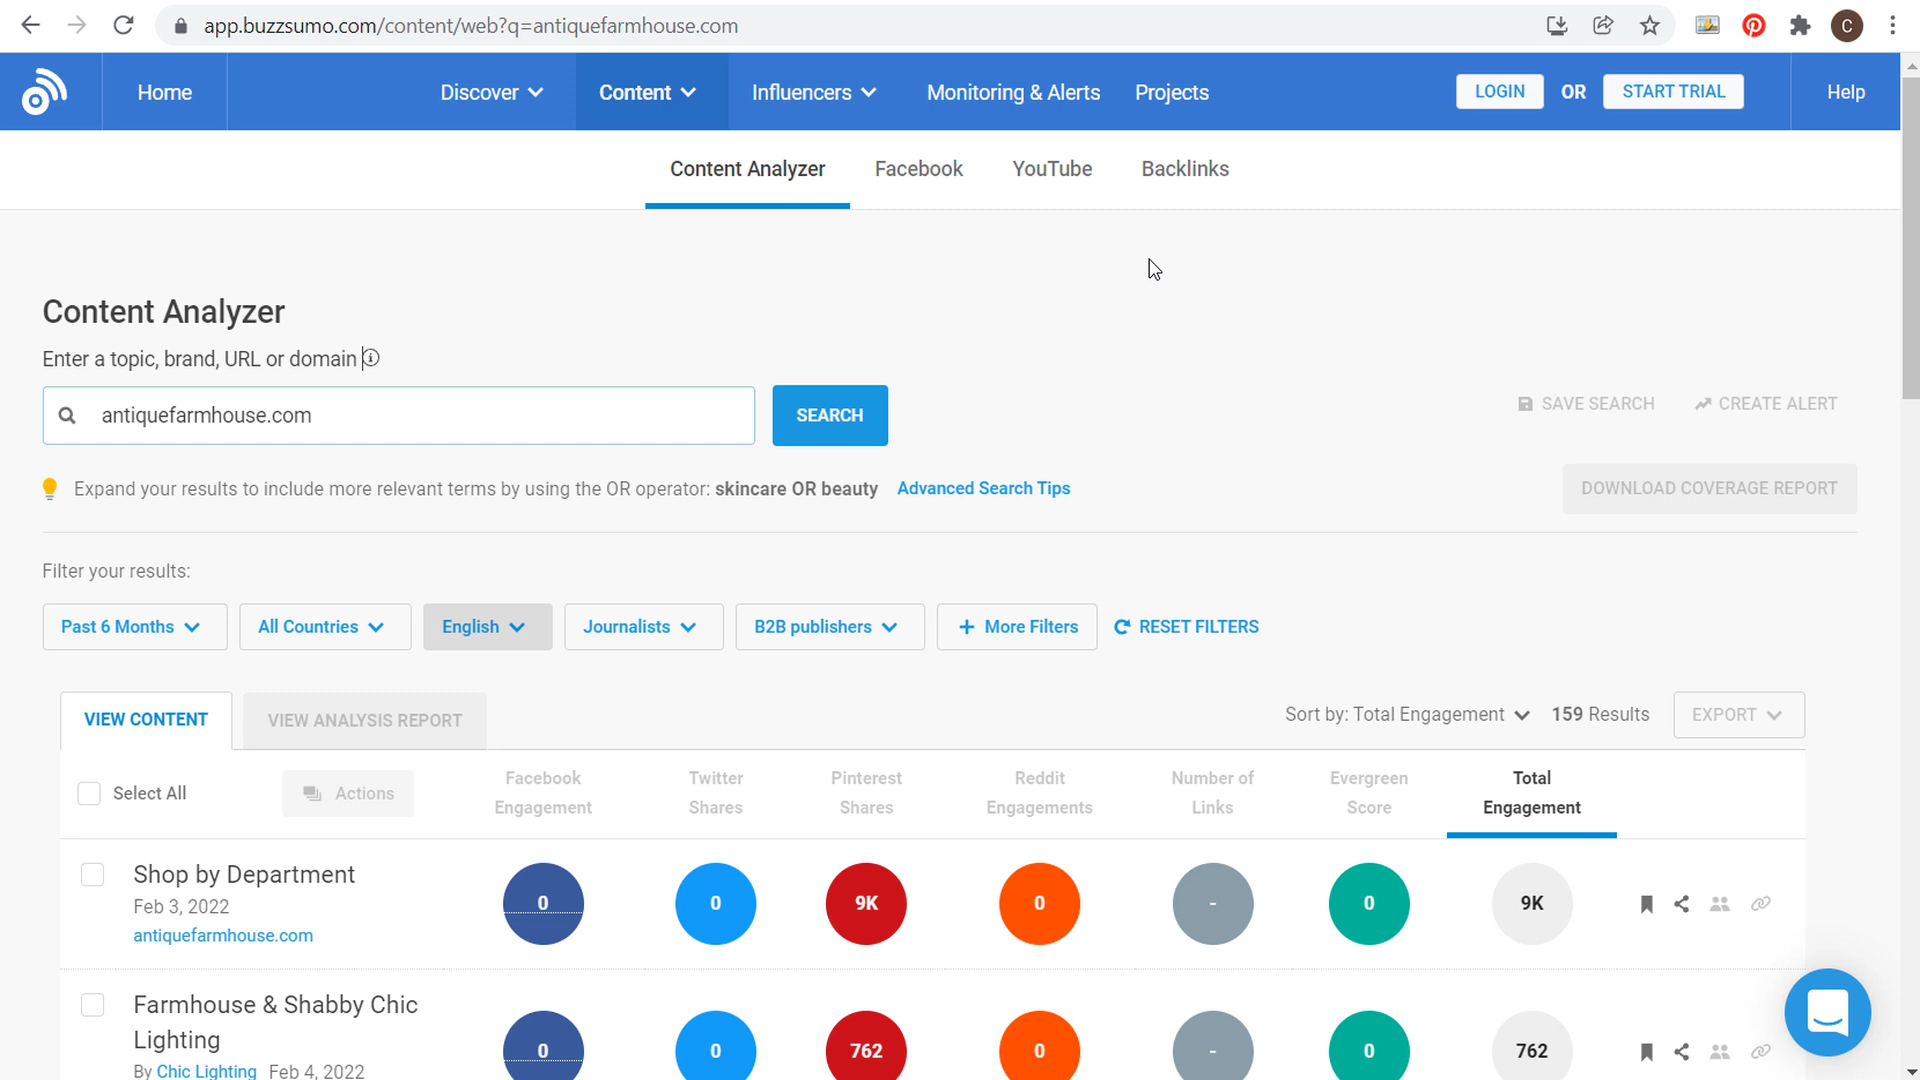 app.buzzsumo.com/content/web?q=antiquefarmhouse.com
C
Home
Discover
Content
Influencers
Monitoring & Alerts
Projects
LOGIN
OR
START TRIAL
Help
Content Analyzer
Facebook
YouTube
Backlinks
Content Analyzer
Enter a topic, brand, URL or domain
antiquefarmhouse.com
SEARCH
SAVE SEARCH
CREATE ALERT
Expand your results to include more relevant terms by using the OR operator: skincare OR beauty
Advanced Search Tips
DOWNLOAD COVERAGE REPORT
Filter your results:
Past 6 Months
All Countries
English
Journalists
B2B publishers
More Filters
RESET FILTERS
VIEW CONTENT
VIEW ANALYSIS REPORT
Sort by: Total Engagement
159 Results
EXPORT
Select All
Actions
Facebook
Engagement
Twitter
Shares
Pinterest
Shares
Reddit
Engagements
Number of
Links
Evergreen
Score
Total
Engagement
Shop by Department
Feb 3, 2022
antiquefarmhouse.com
0
0
9K
0
-
0
9K
Farmhouse & Shabby Chic
Lighting
By Chic Lighting Feb 4, 2022
0
0
762
0
-
0
762